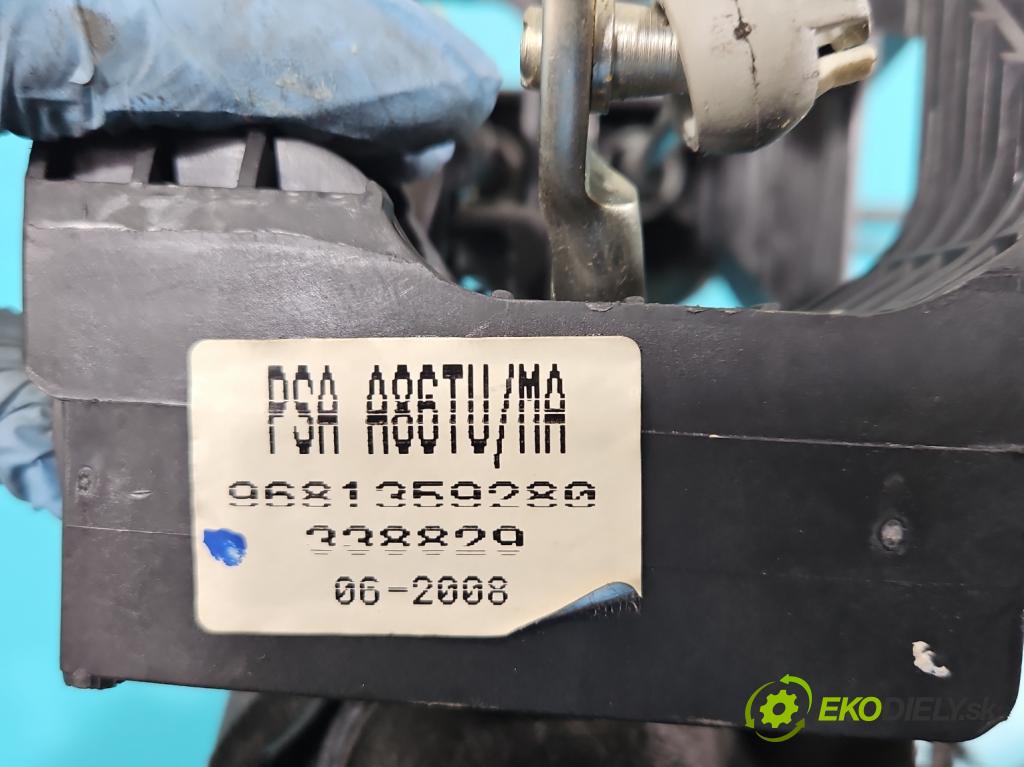 PSA A86TU/MA
9681359280
338829
06-2008
EKODIELY.sk